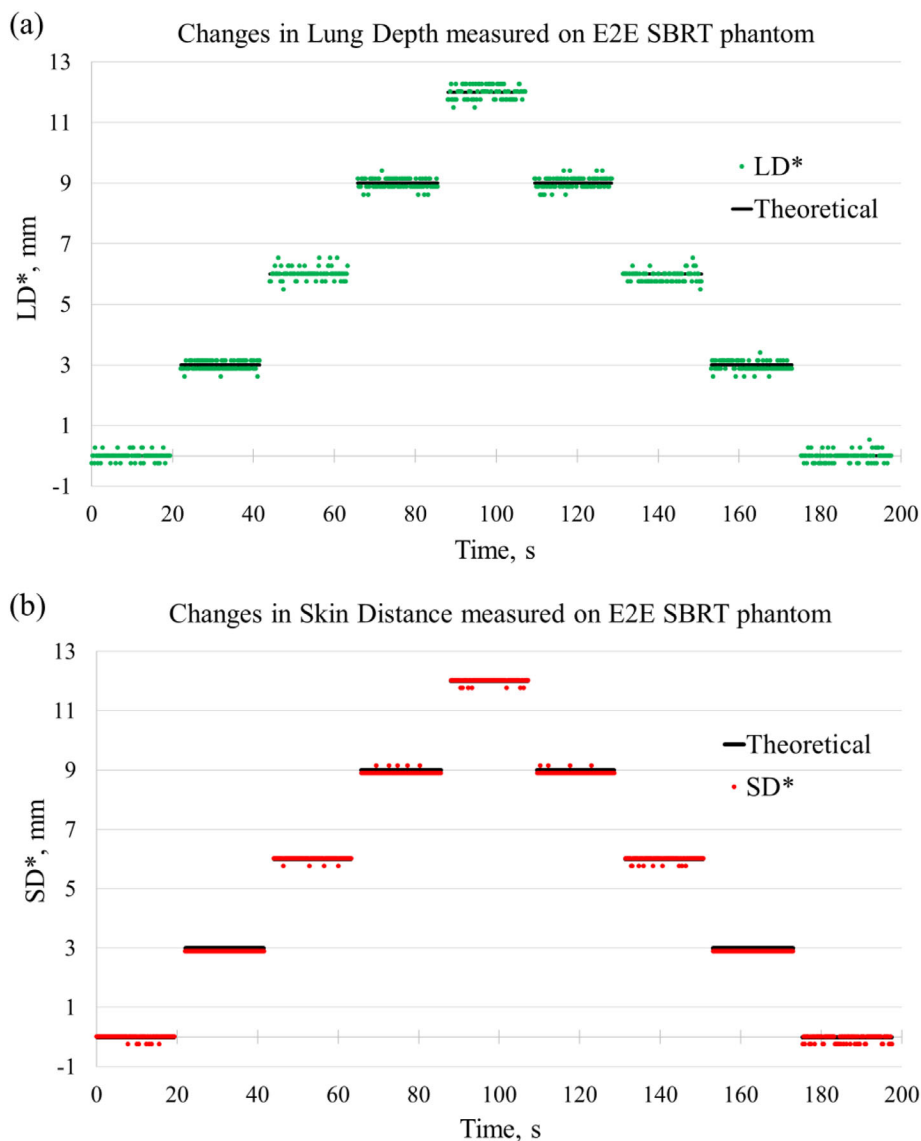 (a)
Changes in Lung Depth measured on E2E SBRT phantom
13
11
9
7
5
3
1
-1
LD*, mm
LD*
Theoretical
0 20 40 60 80 100 120 140 160 180 200
Time, s
(b)
Changes in Skin Distance measured on E2E SBRT phantom
13
11
9
7
5
3
1
-1
SD*, mm
Theoretical
SD*
0 20 40 60 80 100 120 140 160 180 200
Time, s